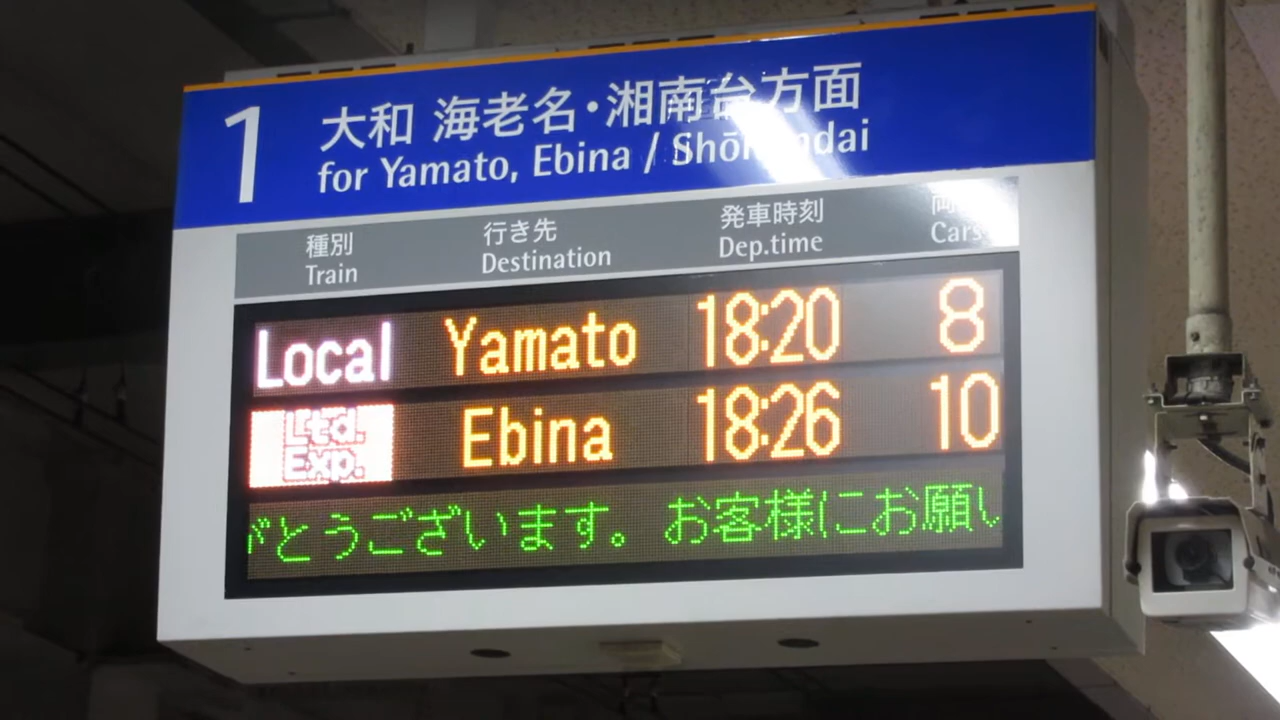 1
大和 海老名・湘南台方面
for Yamato, Ebina /
種別 行き先 発車時刻
Train Destination Dep.time Cars
Local Yamato 18:20 8
Ltd. Exp. Ebina 18:26 10
がとうございます。 お客様にお願い